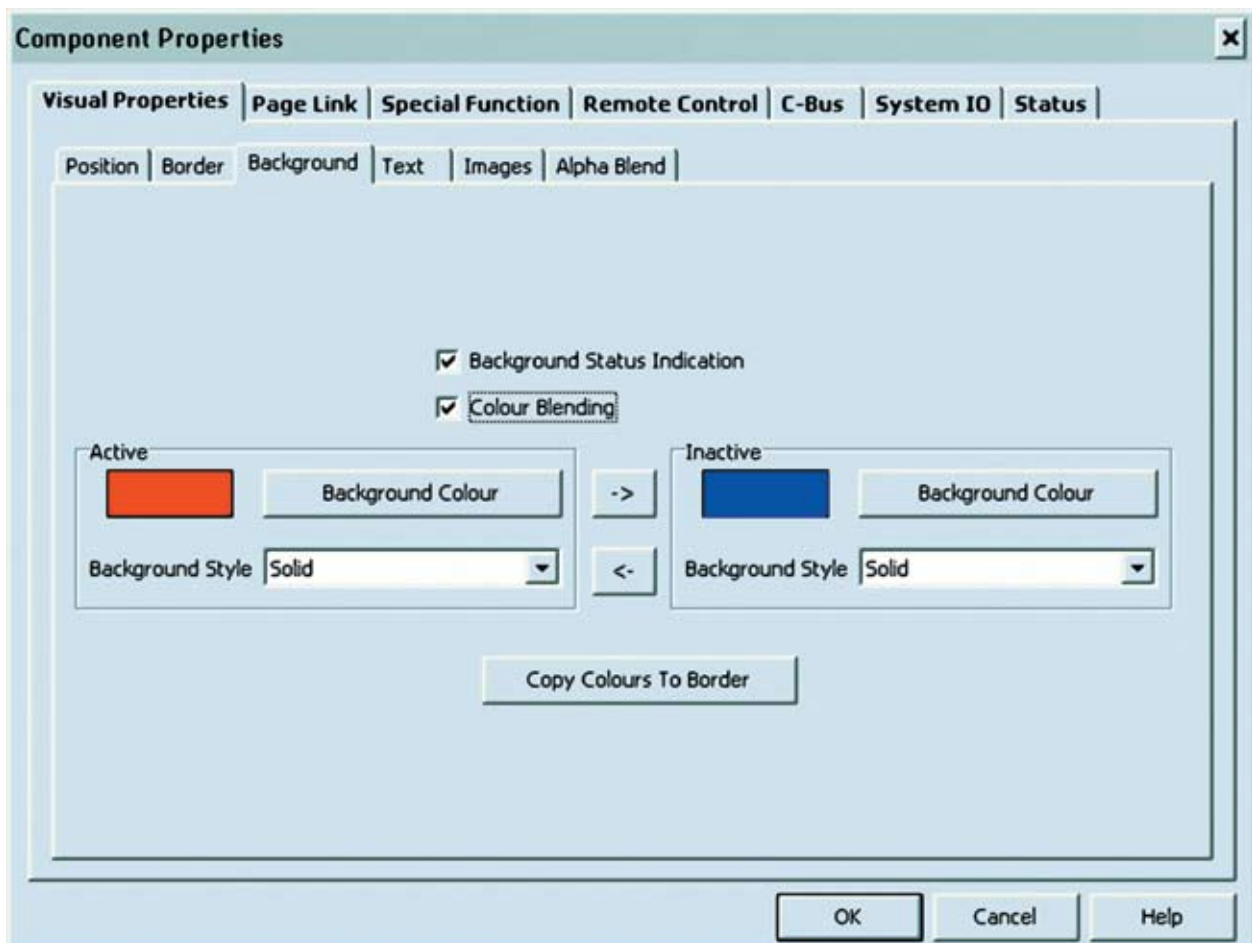 Component Properties
Visual Properties Page Link Special Function Remote Control C-Bus System IO Status
Position Border Background Text Images Alpha Blend
Background Status Indication
Colour Blending
Active Inactive
Background Colour -> Background Colour
Background Style Solid <- Background Style Solid
Copy Colours To Border
OK Cancel Help